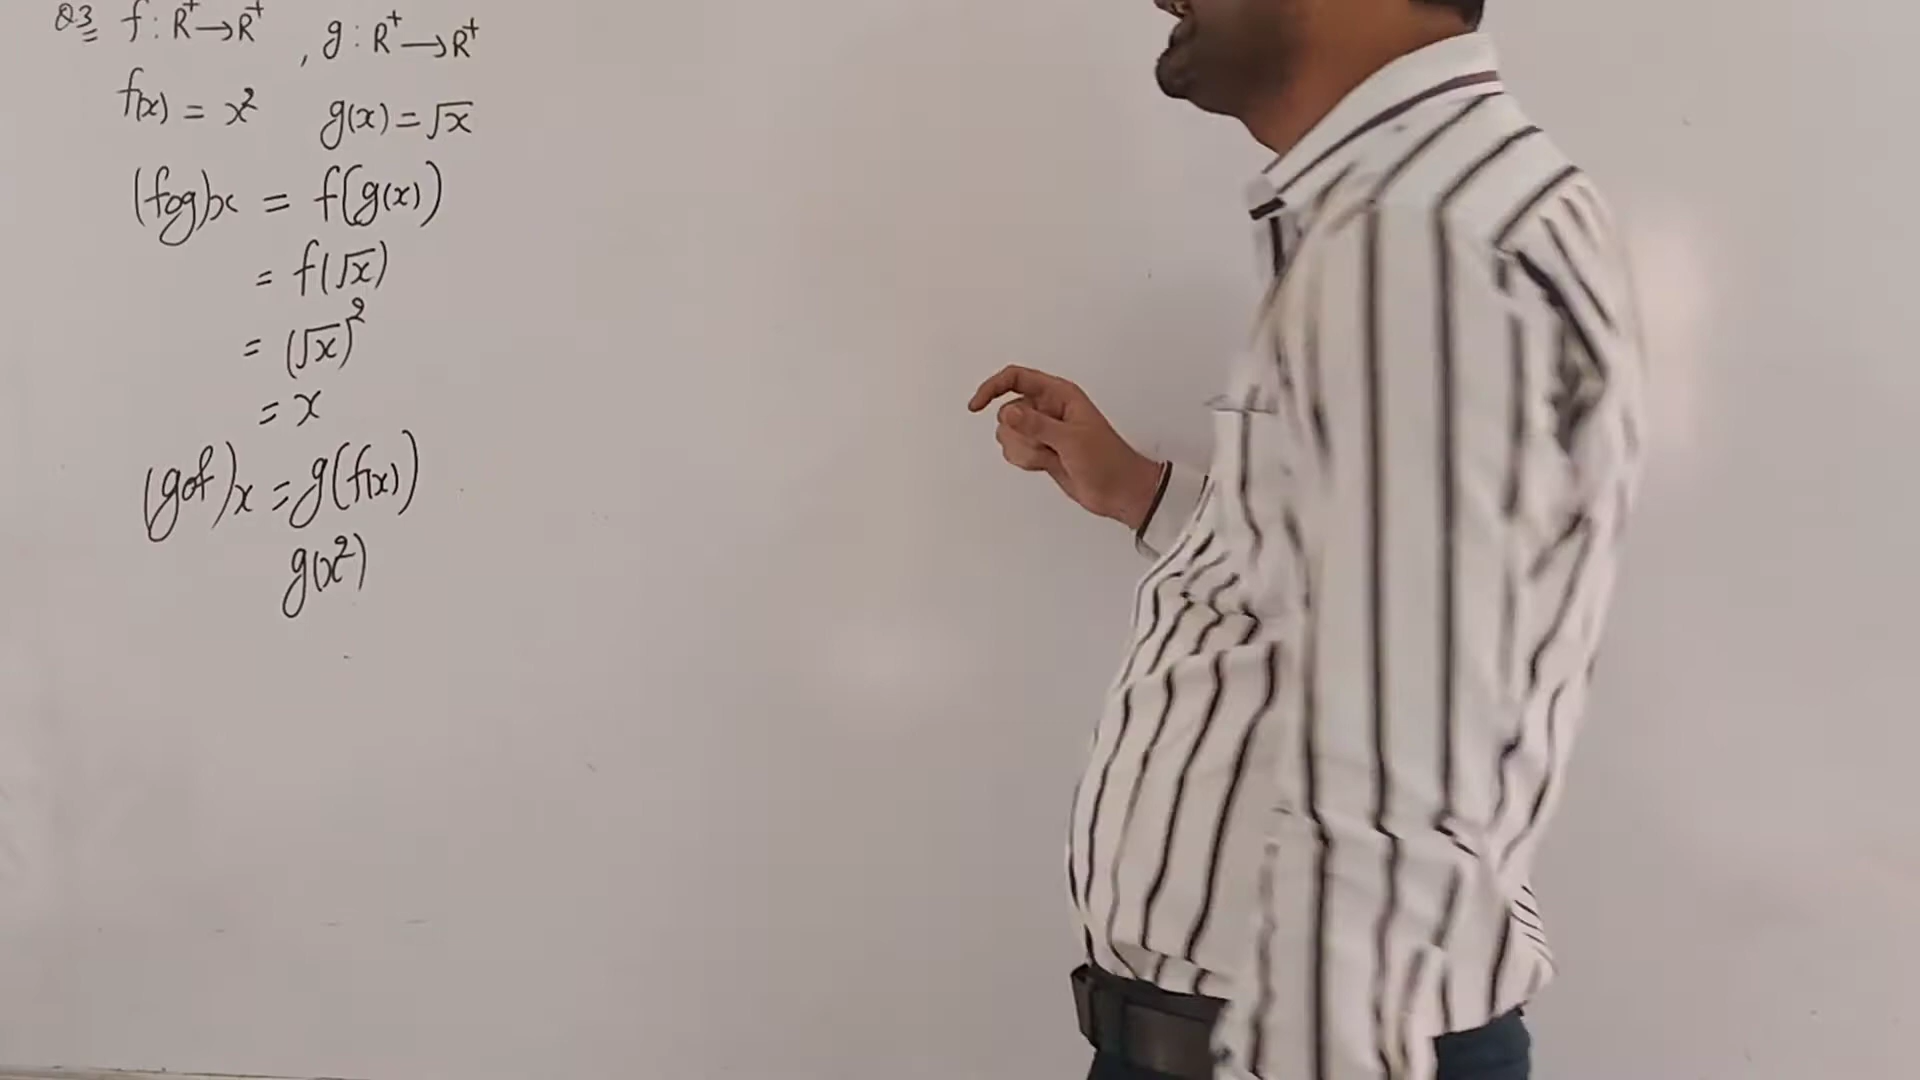 Q3 f : R⁺→R⁺ , g : R⁺→R⁺
f(x) = x² g(x) = √x
(fog)x = f(g(x))
= f(√x)
= (√x)²
= x
(gof)x = g(f(x))
g(x²)